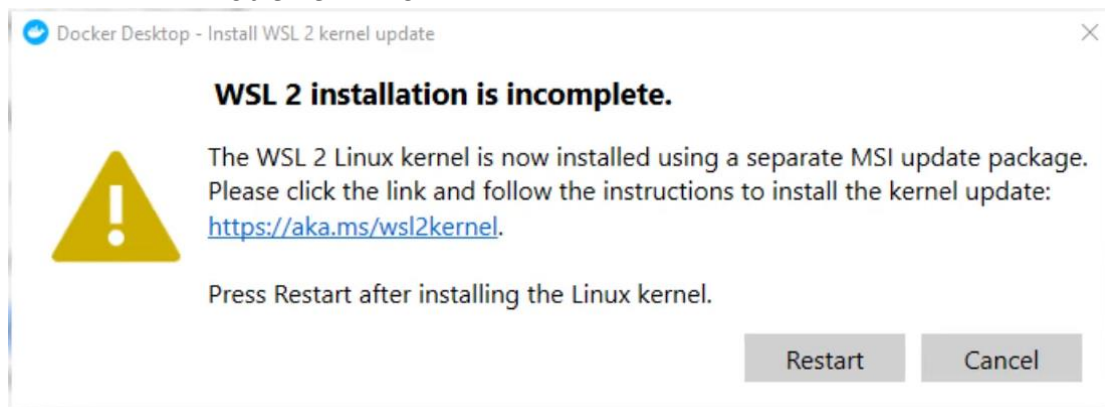 Docker Desktop - Install WSL 2 kernel update
WSL 2 installation is incomplete.
The WSL 2 Linux kernel is now installed using a separate MSI update package.
Please click the link and follow the instructions to install the kernel update:
https://aka.ms/wsl2kernel.
Press Restart after installing the Linux kernel.
Restart Cancel